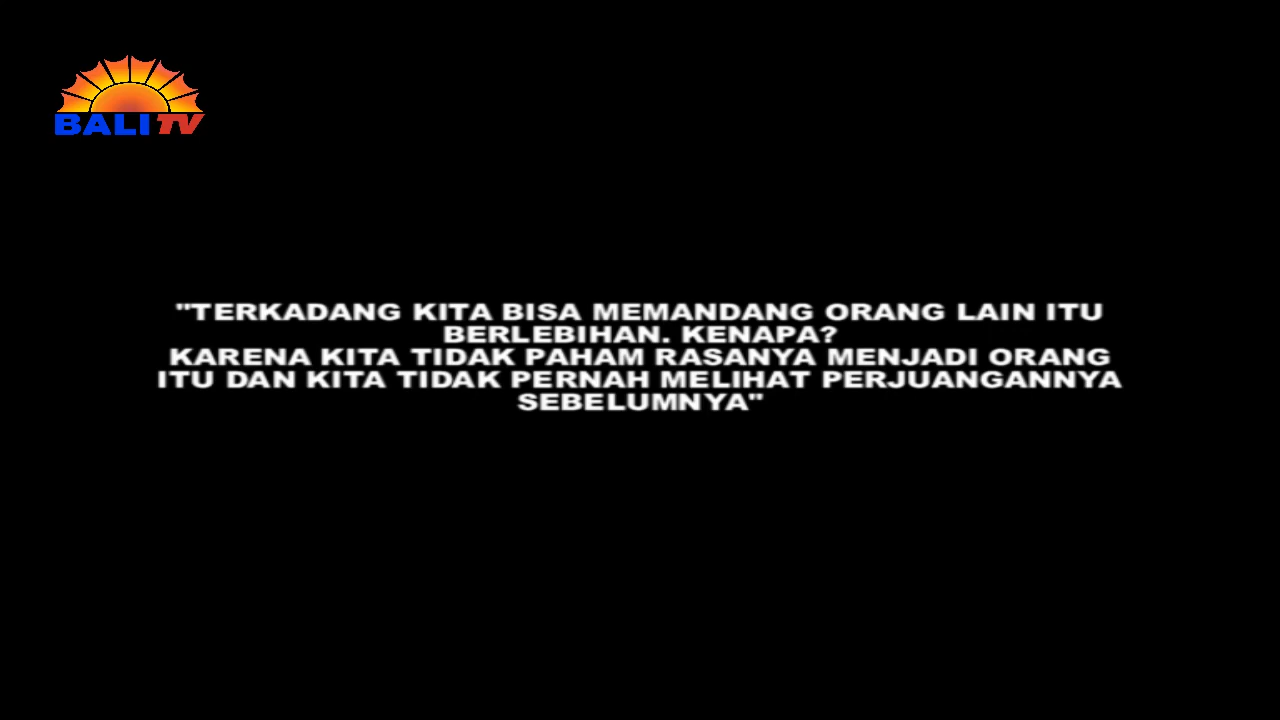 BALI TV
"TERKADANG KITA BISA MEMANDANG ORANG LAIN ITU
BERLEBIHAN. KENAPA?
KARENA KITA TIDAK PAHAM RASANYA MENJADI ORANG
ITU DAN KITA TIDAK PERNAH MELIHAT PERJUANGANNYA
SEBELUMNYA"